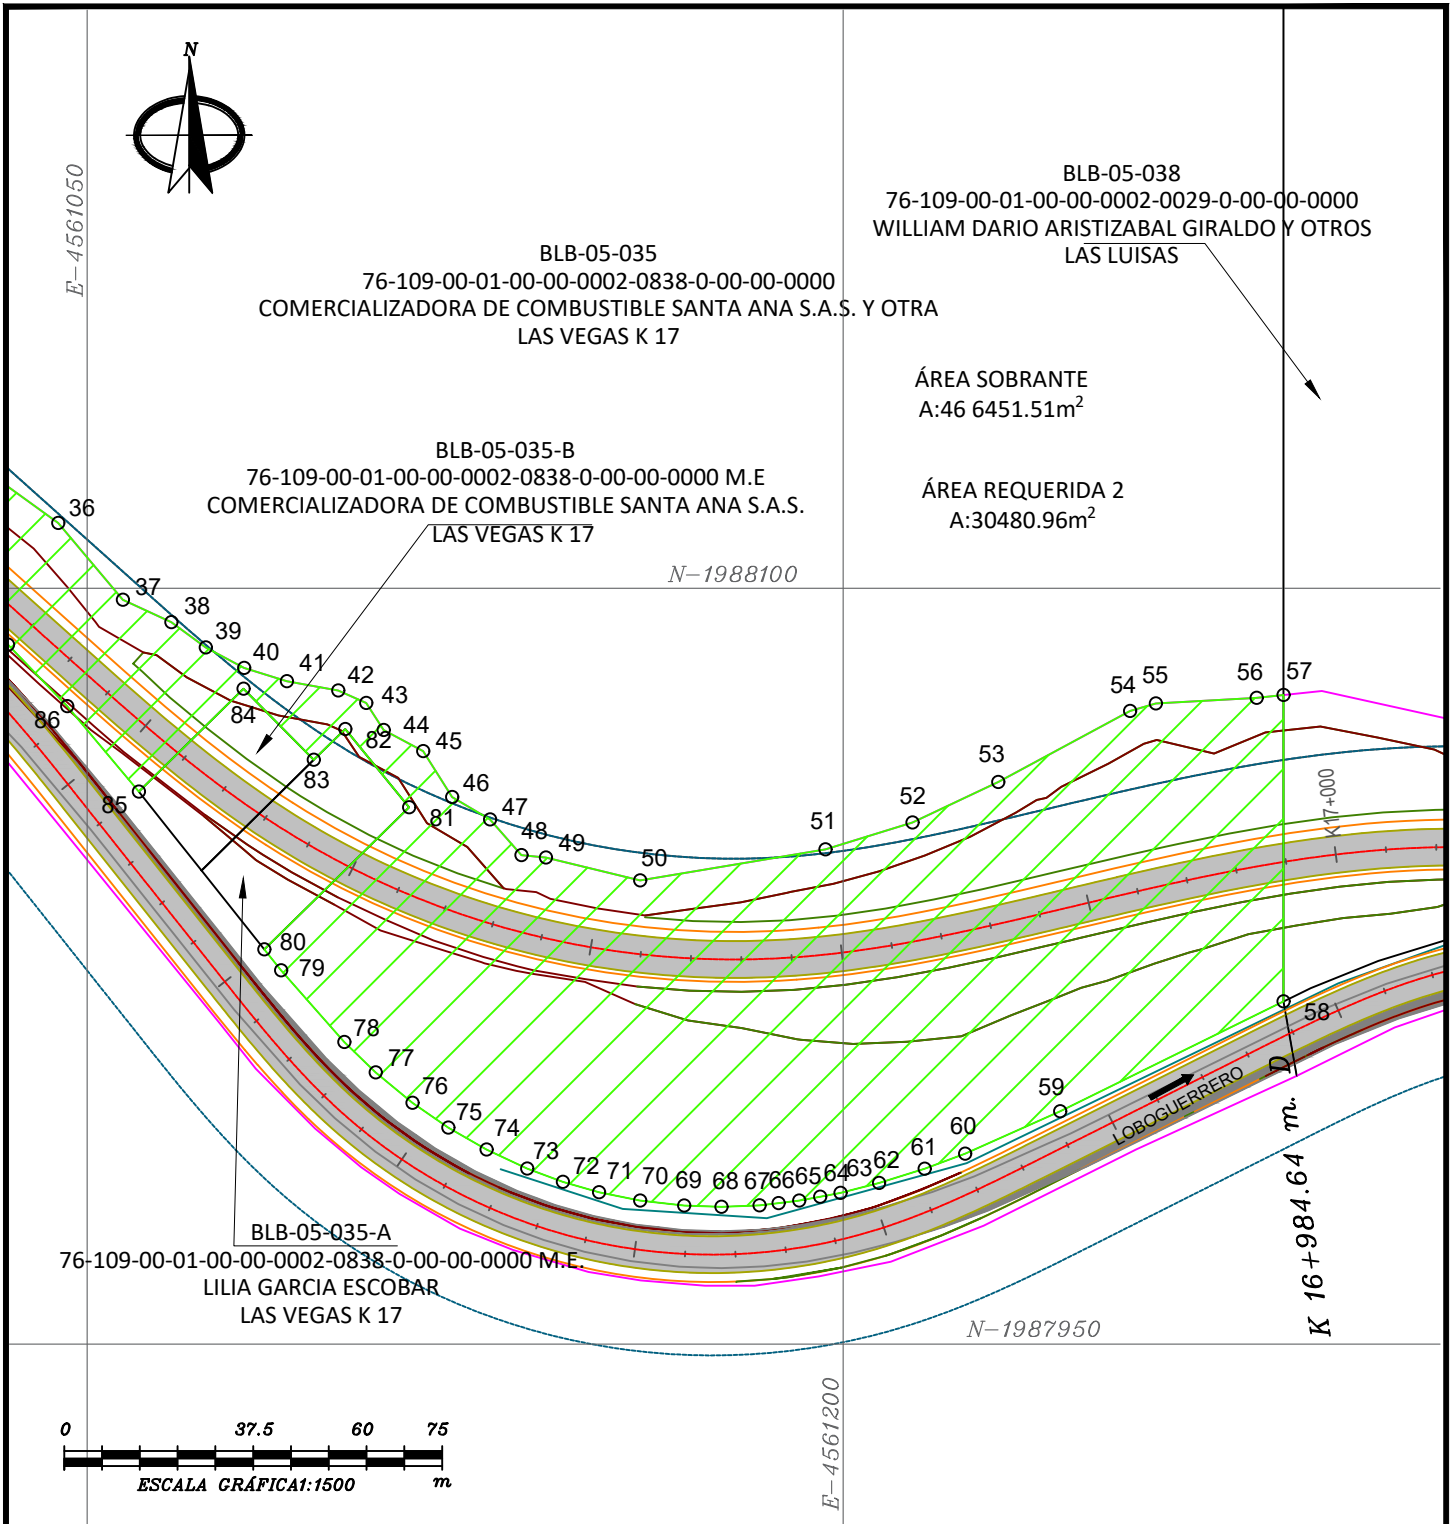 N
E-4561050
BLB-05-038
76-109-00-01-00-00-0002-0029-0-00-00-0000
WILLIAM DARIO ARISTIZABAL GIRALDO Y OTROS
LAS LUISAS
BLB-05-035
76-109-00-01-00-00-0002-0838-0-00-00-0000
COMERCIALIZADORA DE COMBUSTIBLE SANTA ANA S.A.S. Y OTRA
LAS VEGAS K 17
ÁREA SOBRANTE
A:46 6451.51m²
BLB-05-035-B
76-109-00-01-00-00-0002-0838-0-00-00-0000 M.E
COMERCIALIZADORA DE COMBUSTIBLE SANTA ANA S.A.S.
LAS VEGAS K 17
ÁREA REQUERIDA 2
A:30480.96m²
N-1988100
36
37
38
39
40
41
42
43
44
45
46
47
48
49
50
51
52
53
54
55
56
57
K17+000
58
59
60
61
62
63
64
65
66
67
68
69
70
71
72
73
74
75
76
77
78
79
80
81
82
83
84
85
86
LOBOGUERRERO
K 16+984.64 m. D
BLB-05-035-A
76-109-00-01-00-00-0002-0838-0-00-00-0000 M.E.
LILIA GARCIA ESCOBAR
LAS VEGAS K 17
N-1987950
E-4561200
0 37.5 60 75
ESCALA GRÁFICA1:1500 m